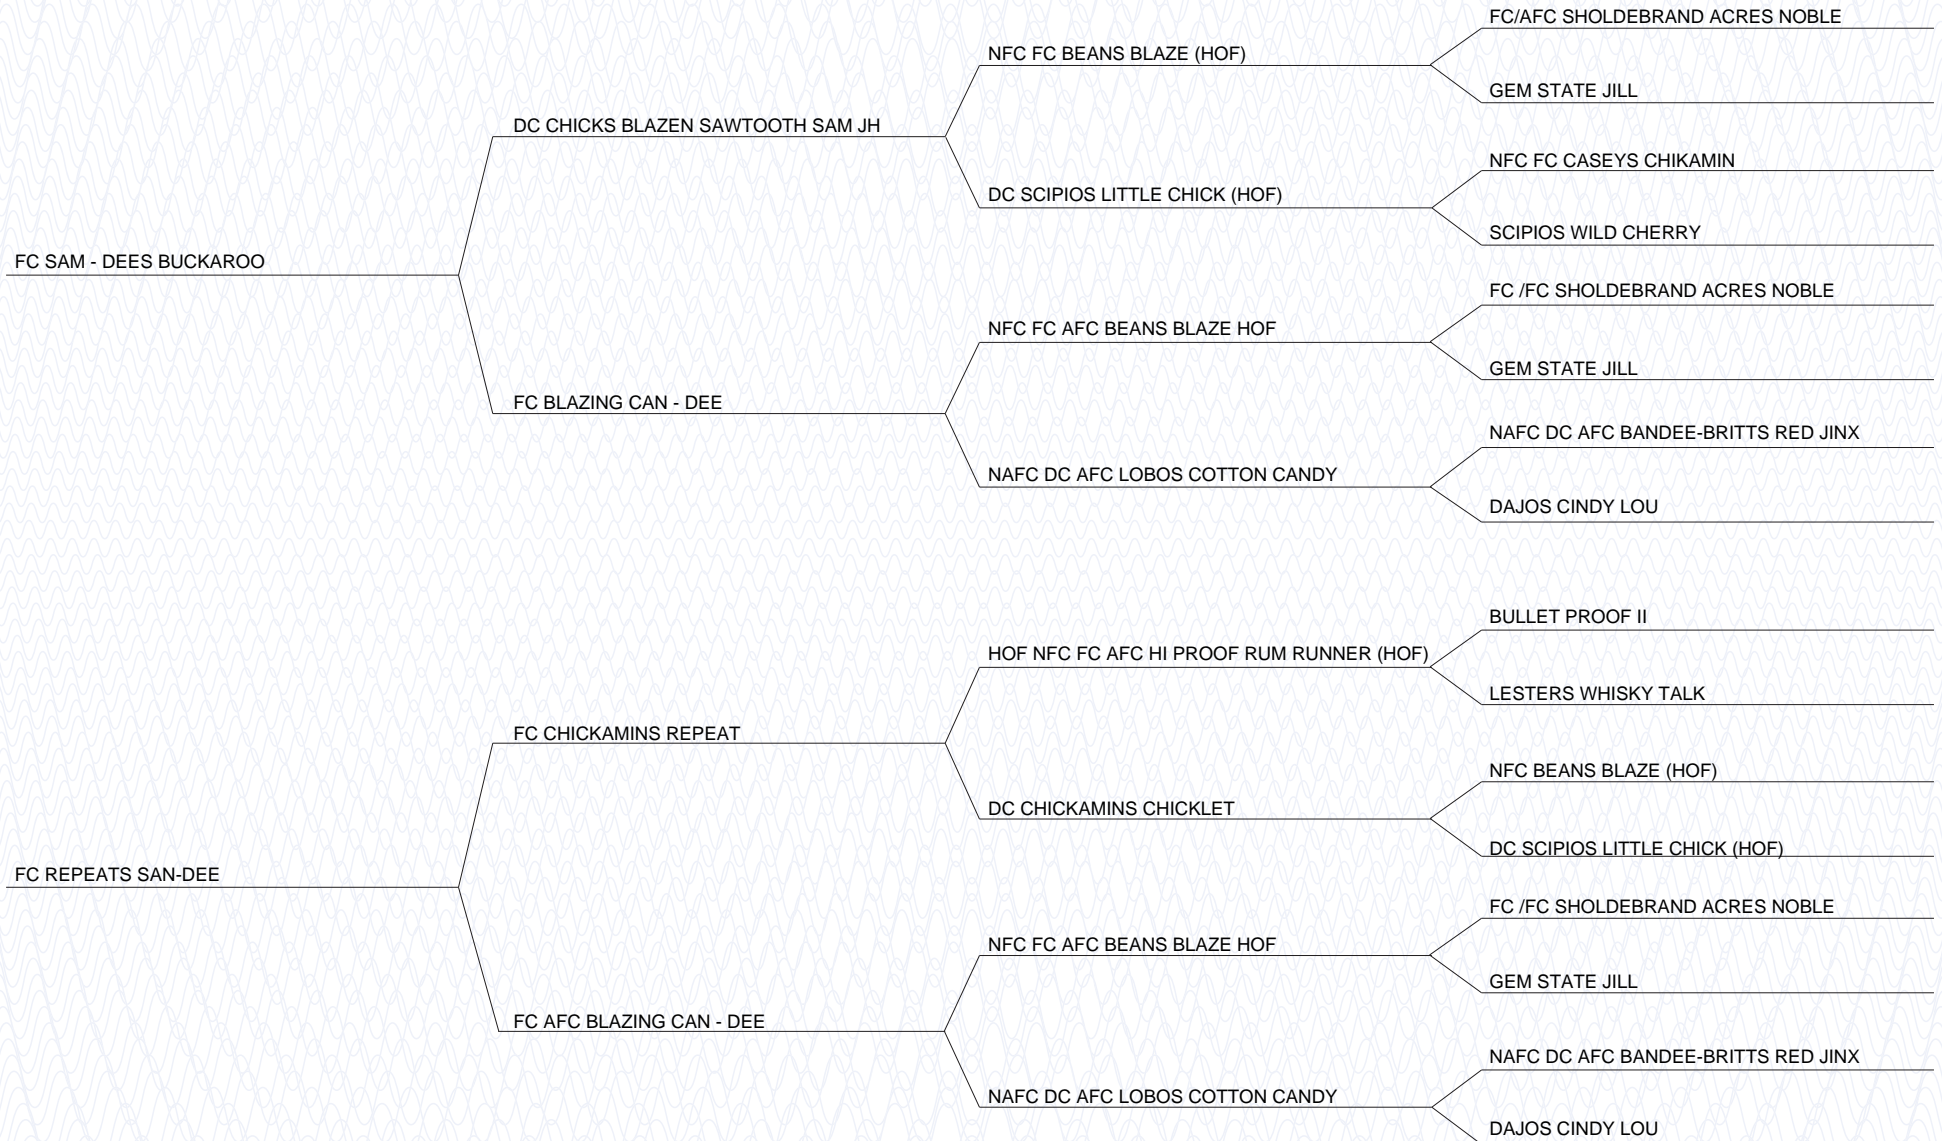 FC/AFC SHOLDEBRAND ACRES NOBLE
NFC FC BEANS BLAZE (HOF)
GEM STATE JILL
DC CHICKS BLAZEN SAWTOOTH SAM JH
NFC FC CASEYS CHIKAMIN
DC SCIPIOS LITTLE CHICK (HOF)
SCIPIOS WILD CHERRY
FC SAM - DEES BUCKAROO
FC /FC SHOLDEBRAND ACRES NOBLE
NFC FC AFC BEANS BLAZE HOF
GEM STATE JILL
FC BLAZING CAN - DEE
NAFC DC AFC BANDEE-BRITTS RED JINX
NAFC DC AFC LOBOS COTTON CANDY
DAJOS CINDY LOU
BULLET PROOF II
HOF NFC FC AFC HI PROOF RUM RUNNER (HOF)
LESTERS WHISKY TALK
FC CHICKAMINS REPEAT
NFC BEANS BLAZE (HOF)
DC CHICKAMINS CHICKLET
DC SCIPIOS LITTLE CHICK (HOF)
FC REPEATS SAN-DEE
FC /FC SHOLDEBRAND ACRES NOBLE
NFC FC AFC BEANS BLAZE HOF
GEM STATE JILL
FC AFC BLAZING CAN - DEE
NAFC DC AFC BANDEE-BRITTS RED JINX
NAFC DC AFC LOBOS COTTON CANDY
DAJOS CINDY LOU